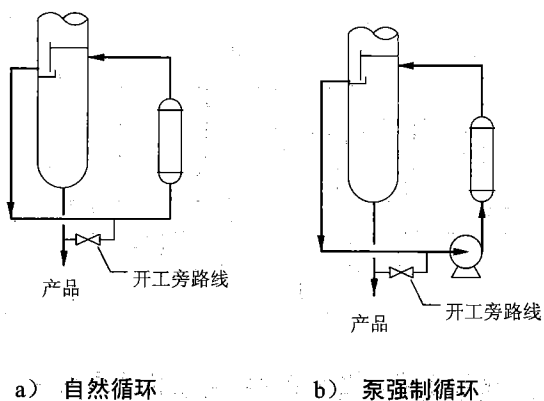 产品
开工旁路线
产品
开工旁路线
a） 自然循环
b） 泵强制循环